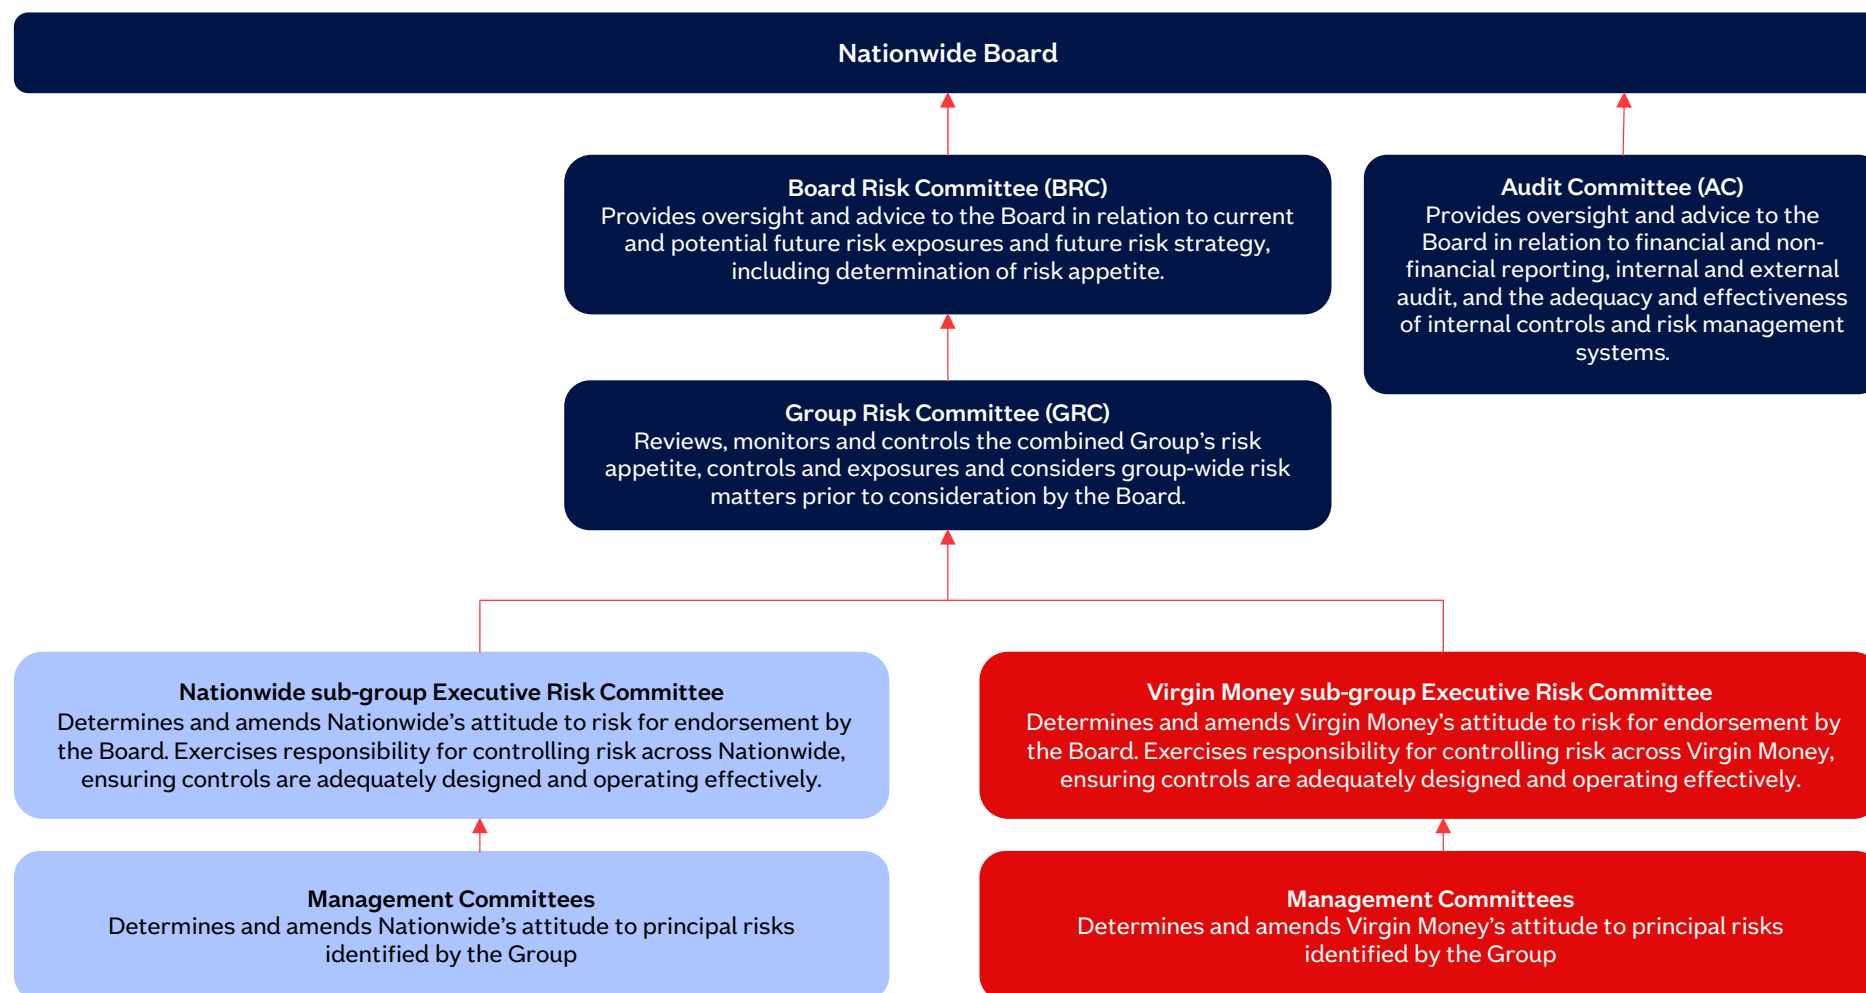 Nationwide Board
Board Risk Committee (BRC)
Provides oversight and advice to the Board in relation to current
and potential future risk exposures and future risk strategy,
including determination of risk appetite.
Audit Committee (AC)
Provides oversight and advice to the
Board in relation to financial and non-
financial reporting, internal and external
audit, and the adequacy and effectiveness
of internal controls and risk management
systems.
Group Risk Committee (GRC)
Reviews, monitors and controls the combined Group’s risk
appetite, controls and exposures and considers group-wide risk
matters prior to consideration by the Board.
Nationwide sub-group Executive Risk Committee
Determines and amends Nationwide’s attitude to risk for endorsement by
the Board. Exercises responsibility for controlling risk across Nationwide,
ensuring controls are adequately designed and operating effectively.
Virgin Money sub-group Executive Risk Committee
Determines and amends Virgin Money’s attitude to risk for endorsement by
the Board. Exercises responsibility for controlling risk across Virgin Money,
ensuring controls are adequately designed and operating effectively.
Management Committees
Determines and amends Nationwide’s attitude to principal risks
identified by the Group
Management Committees
Determines and amends Virgin Money’s attitude to principal risks
identified by the Group